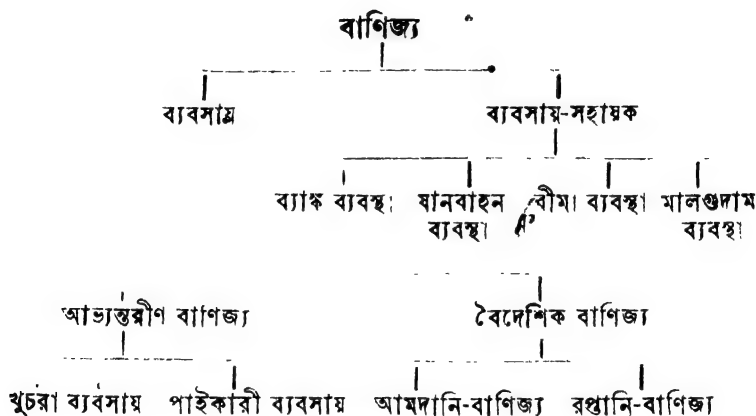 বাণিজ্য
ব্যবসায় ব্যবসায়-সহায়ক
ব্যাঙ্ক ব্যবস্থা যানবাহন বীমা ব্যবস্থা মালগুদাম
ব্যবস্থা ব্যবস্থা
আভ্যন্তরীণ বাণিজ্য বৈদেশিক বাণিজ্য
খুচরা ব্যবসায় পাইকারী ব্যবসায় আমদানি-বাণিজ্য রপ্তানি-বাণিজ্য